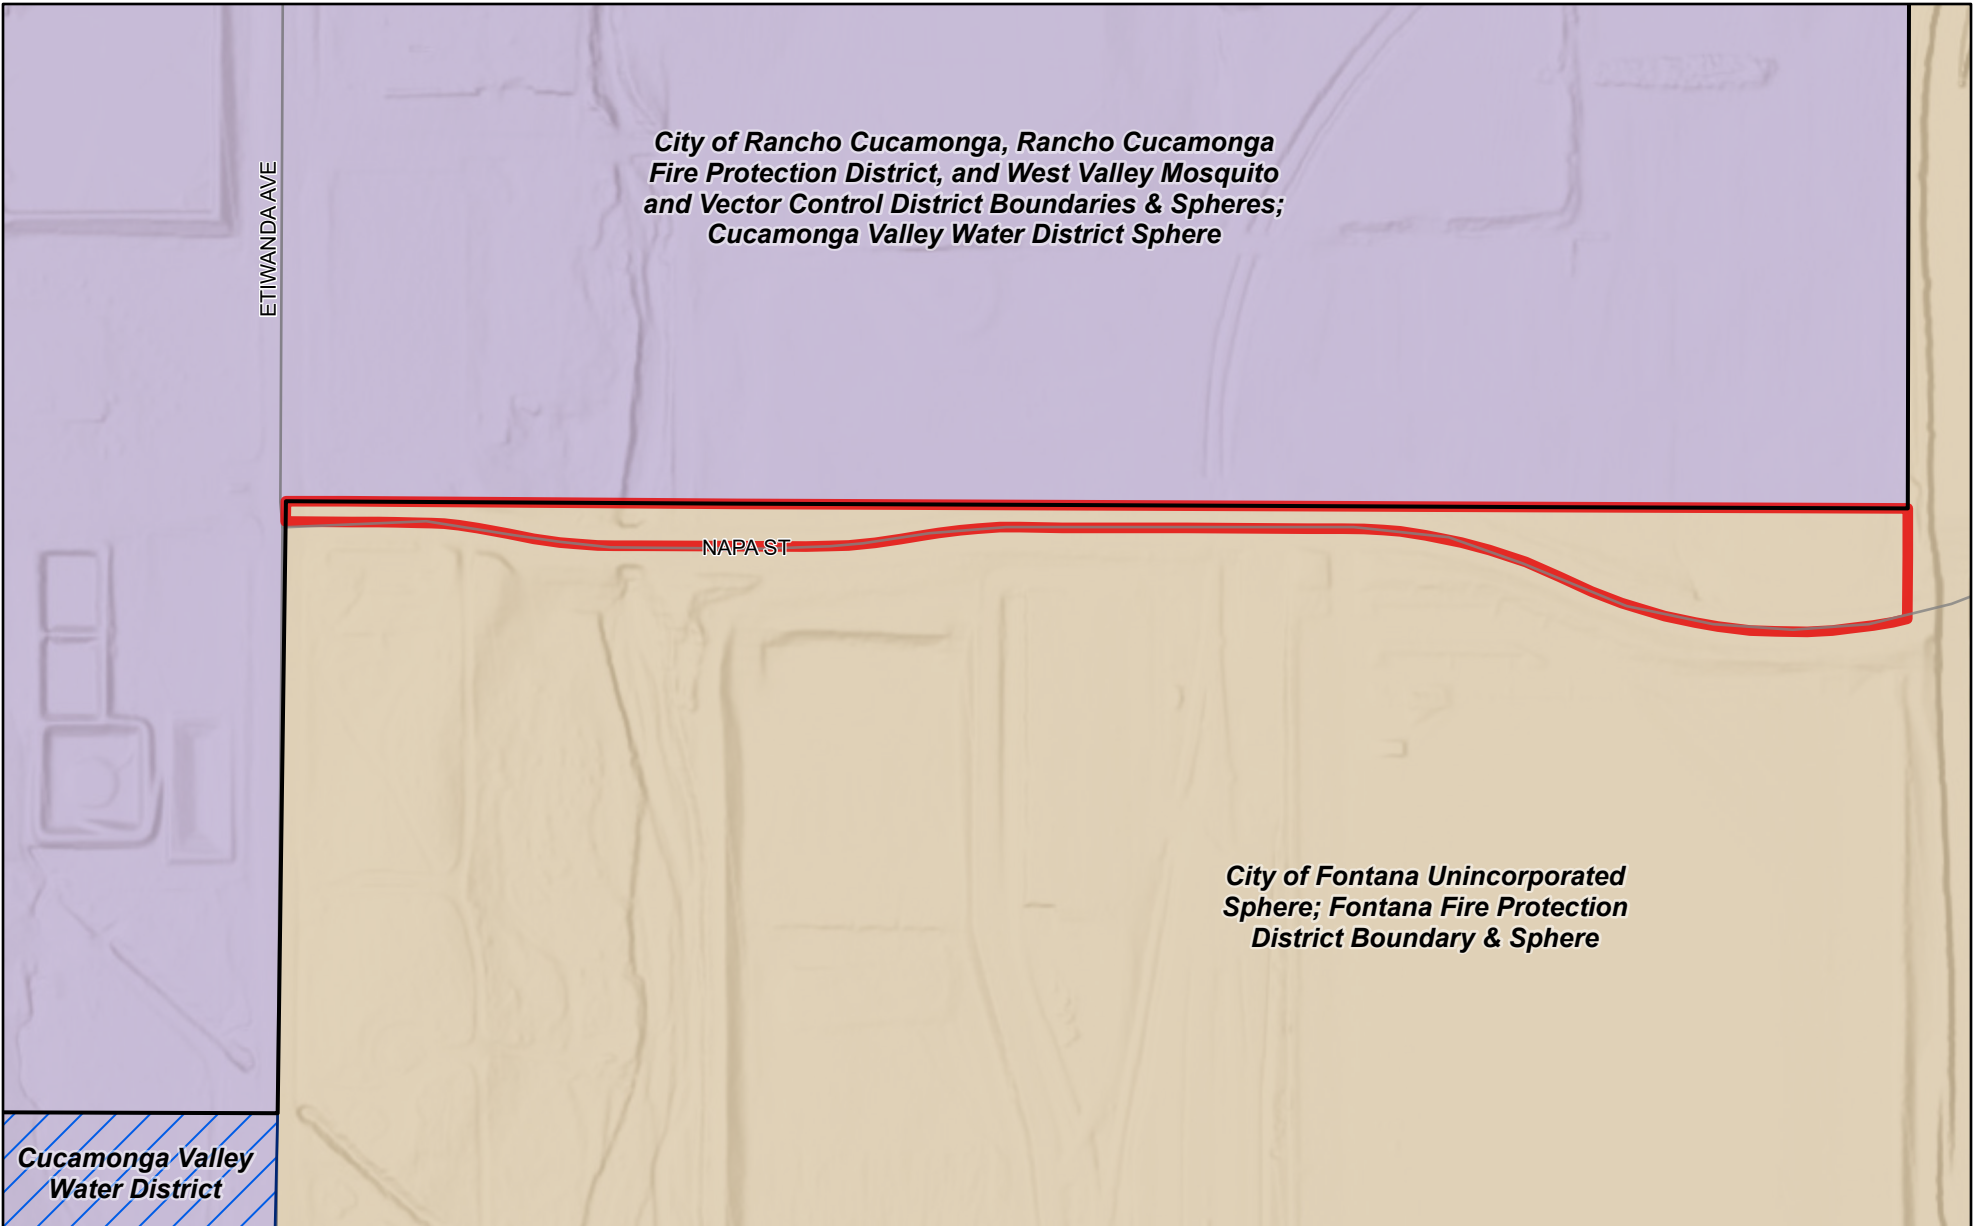 City of Rancho Cucamonga, Rancho Cucamonga
Fire Protection District, and West Valley Mosquito
and Vector Control District Boundaries & Spheres;
Cucamonga Valley Water District Sphere
ETIWANDA AVE
NAPA ST
City of Fontana Unincorporated
Sphere; Fontana Fire Protection
District Boundary & Sphere
Cucamonga Valley
Water District